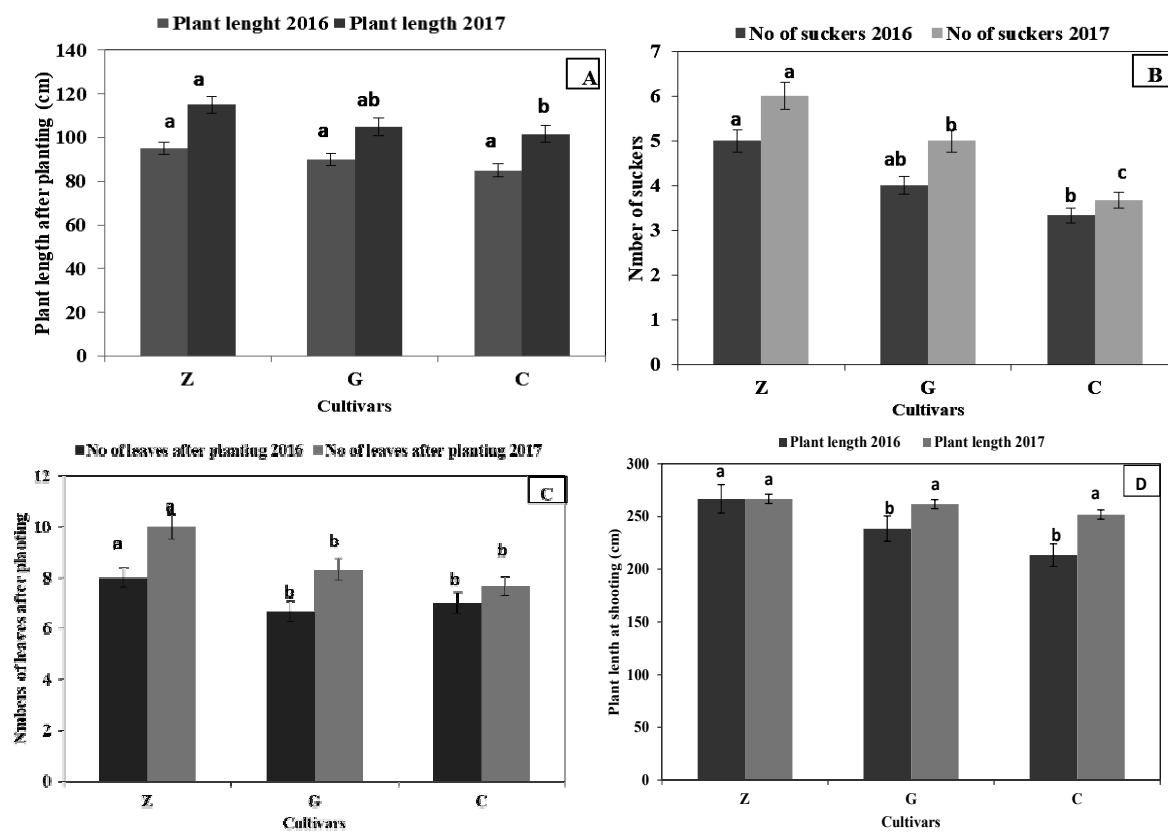 Plant lenght 2016 Plant length 2017
A
Plant length after planting (cm)
140
120
100
80
60
40
20
0
a
a
a
ab
a
b
Z G C
Cultivars
No of suckers 2016 No of suckers 2017
B
Nmber of suckers
7
6
5
4
3
2
1
0
a
a
ab
b
b
c
Z G C
Cultivars
No of leaves after planting 2016 No of leaves after planting 2017
C
Nmbers of leaves after planting
12
10
8
6
4
2
0
a
a
b
b
b
b
Z G C
Cultivars
Plant length 2016 Plant length 2017
D
Plant lenth at shooting (cm)
300
250
200
250
300
50
0
a
a
b
a
b
a
Z G C
Cultivars